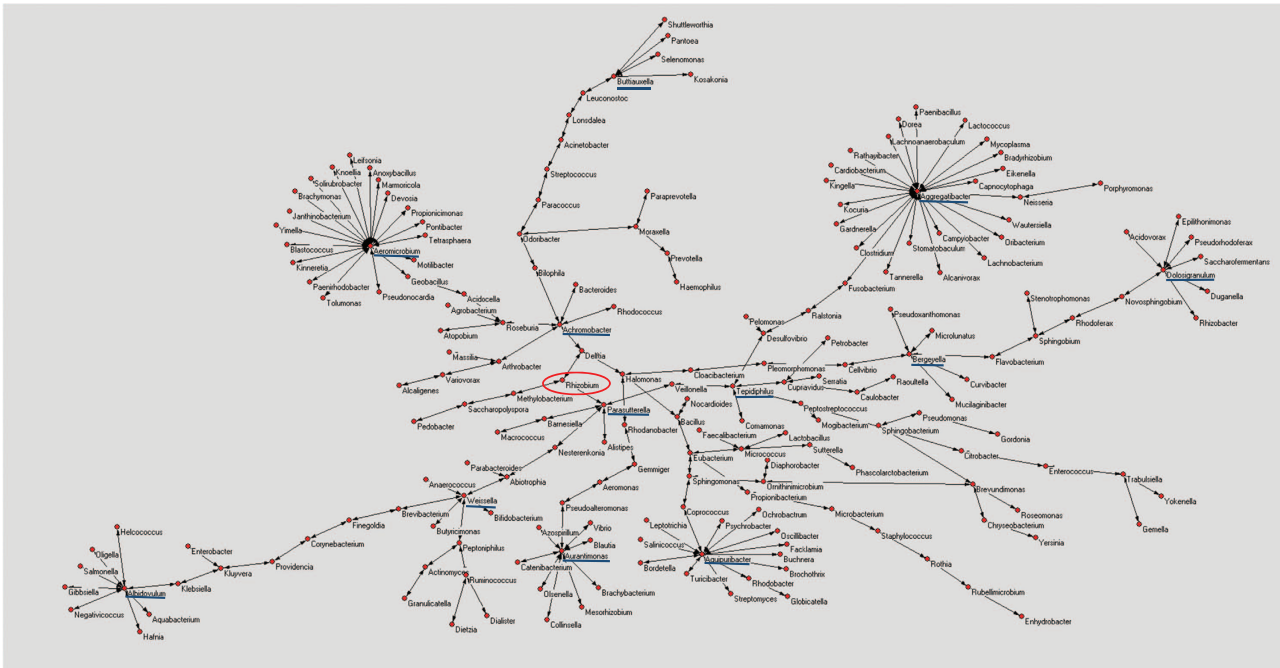 Shuttleworthia
Pantoea
Selenomonas
Kosakonia
Buttiauxella
Leuconostoc
Lonsdalea
Acinetobacter
Streptococcus
Paracoccus
Odoribacter
Paraprevotella
Moraxella
Prevotella
Haemophilus
Bilophila
Bacteroides
Rhodococcus
Achromobacter
Roseburia
Atopobium
Agrobacterium
Acidocella
Geobacillus
Leifsonia
Knoellia
Anoxybacillus
Solirubrobacter
Marmoricola
Brachymonas
Devosia
Janthinobacterium
Propionicimonas
Pontibacter
Yimella
Tetrasphaera
Blastococcus
Aeromicrobium
Motilibacter
Kinneretia
Paenirhodobacter
Pseudonocardia
Tolumonas
Massilia
Arthrobacter
Variovorax
Alcaligenes
Delftia
Rhizobium
Halomonas
Methylobacterium
Saccharopolyspora
Pedobacter
Parasutterella
Barnesiella
Macrococcus
Alistipes
Nesterenkonia
Rhodanobacter
Gemmiger
Aeromonas
Pseudoalteromonas
Parabacteroides
Abiotrophia
Anaerococcus
Weissella
Bifidobacterium
Brevibacterium
Butyricimonas
Finegoldia
Corynebacterium
Providencia
Enterobacter
Kluyvera
Klebsiella
Helcococcus
Oligella
Salmonella
Gibbsiella
Albidovulum
Negativicoccus
Aquabacterium
Hafnia
Peptoniphilus
Actinomyces
Ruminococcus
Granulicatella
Dialister
Dietzia
Azospirillum
Vibrio
Blautia
Aurantimonas
Catenibacterium
Brachybacterium
Olsenella
Mesorhizobium
Collinsella
Paenibacillus
Dorea
Lactococcus
Lachnoanaerobaculum
Mycoplasma
Rathayibacter
Bradyrhizobium
Cardiobacterium
Eikenella
Kingella
Capnocytophaga
Aggregatibacter
Neisseria
Porphyromonas
Kocuria
Gardnerella
Wautersiella
Campylobacter
Oribacterium
Clostridium
Stomatobaculum
Lachnobacterium
Tannerella
Alcanivorax
Fusobacterium
Ralstonia
Pelomonas
Desulfovibrio
Petrobacter
Cloacibacterium
Pleomorphomonas
Cellvibrio
Veillonella
Tepidiphilus
Cupriavidus
Serratia
Raoultella
Caulobacter
Comamonas
Peptostreptococcus
Mogibacterium
Pseudoxanthomonas
Microlunatus
Bergeyella
Curvibacter
Mucilaginibacter
Flavobacterium
Stenotrophomonas
Sphingobium
Rhodoferax
Novosphingobium
Epilithonimonas
Acidovorax
Pseudorhodoferax
Saccharofermentans
Dolosigranulum
Duganella
Rhizobacter
Nocardioides
Bacillus
Faecalibacterium
Lactobacillus
Micrococcus
Sutterella
Phascolarctobacterium
Eubacterium
Diaphorobacter
Sphingomonas
Ornithinimicrobium
Propionibacterium
Coprococcus
Microbacterium
Staphylococcus
Rothia
Rubellimicrobium
Enhydrobacter
Sphingobacterium
Pseudomonas
Gordonia
Citrobacter
Enterococcus
Trabulsiella
Yokenella
Gemella
Brevundimonas
Roseomonas
Chryseobacterium
Yersinia
Leptotrichia
Psychrobacter
Ochrobactrum
Salinicoccus
Oscillibacter
Facklamia
Aquipuribacter
Buchnera
Bordetella
Brochothrix
Turicibacter
Rhodobacter
Streptomyces
Globicatella